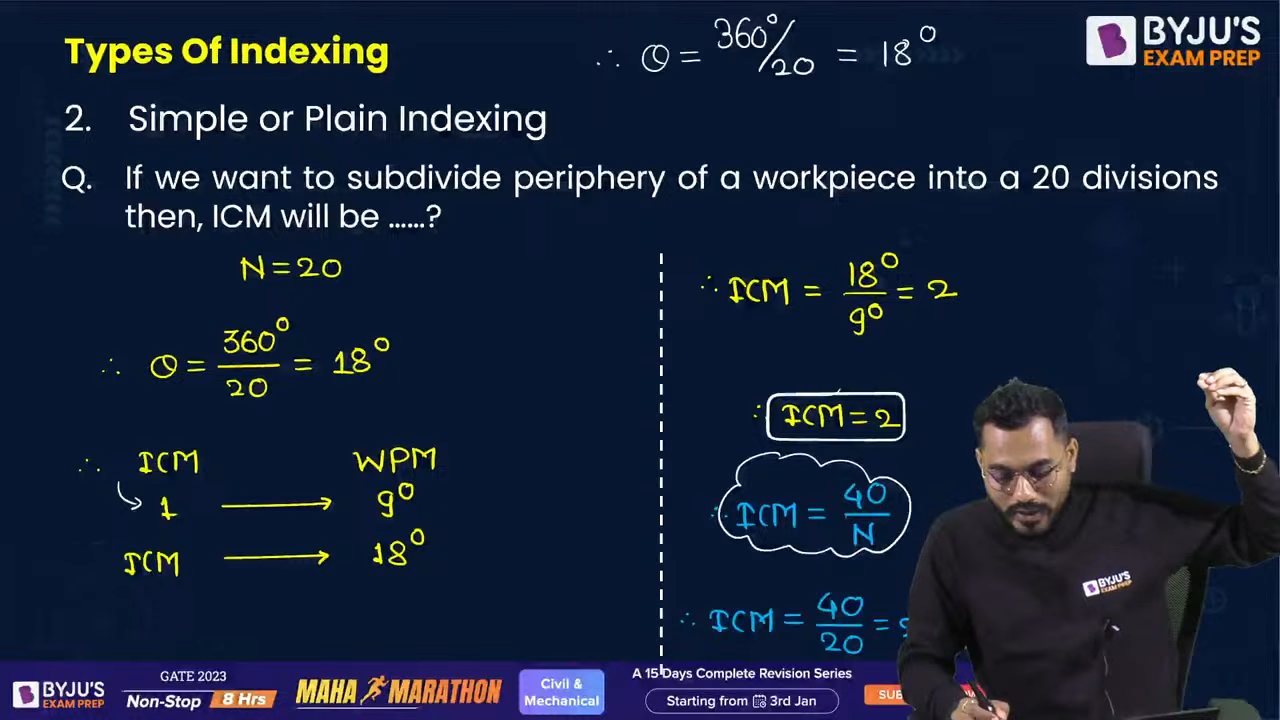 Types Of Indexing
∴ θ = 360°/20 = 18°
BYJU'S
EXAM PREP
2. Simple or Plain Indexing
Q. If we want to subdivide periphery of a workpiece into a 20 divisions
then, ICM will be ......?
N = 20
∴ θ = 360°/20 = 18°
∴ ICM WPM
1 → 9°
ICM → 18°
∴ ICM = 18°/9° = 2
∴ ICM = 2
∴ ICM = 40/N
∴ ICM = 40/20 =
BYJU'S
EXAM PREP
BYJU'S
EXAM PREP
GATE 2023
Non-Stop 8 Hrs
MAHA MARATHON
Civil &
Mechanical
A 15 Days Complete Revision Series
Starting from 3rd Jan